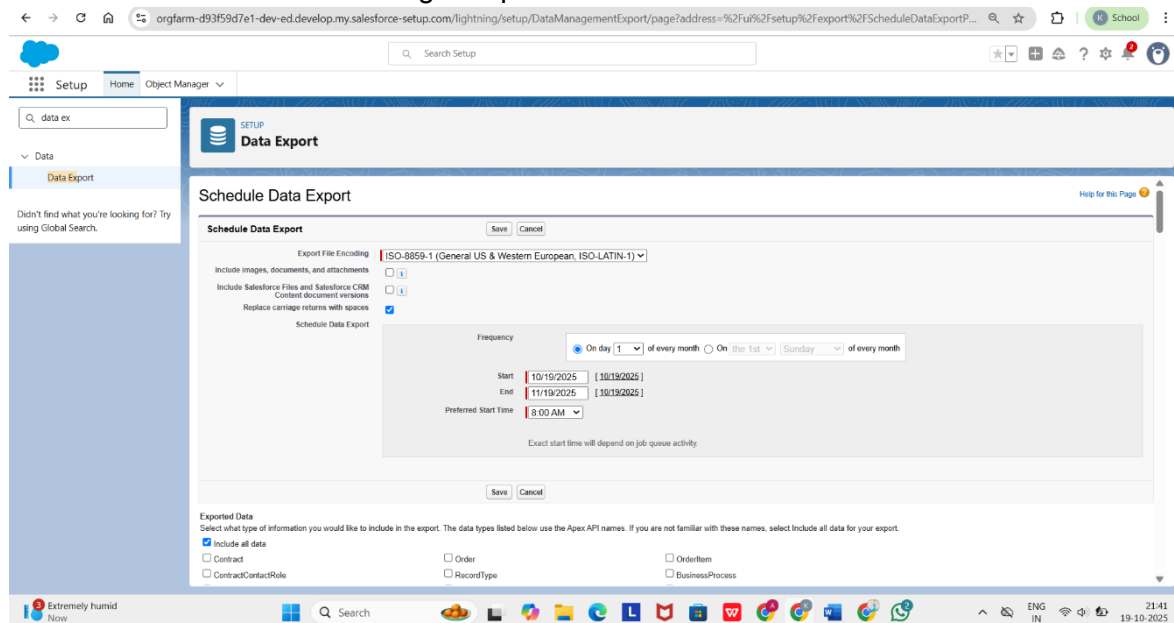 orgfarm-d93f59d7e1-dev-ed.develop.my.salesforce-setup.com/lightning/setup/DataManagementExport/page?address=%2Fui%2Fsetup%2Fexport%2FScheduleDataExportP...
K School
Search Setup
2
Setup Home Object Manager
data ex
Data
Data Export
Didn't find what you're looking for? Try
using Global Search.
SETUP
Data Export
Schedule Data Export
Help for this Page
Schedule Data Export Save Cancel
Export File Encoding ISO-8859-1 (General US & Western European, ISO-LATIN-1)
Include images, documents, and attachments i
Include Salesforce Files and Salesforce CRM
Content document versions i
Replace carriage returns with spaces
Schedule Data Export
Frequency On day 1 of every month On the 1st Sunday of every month
Start 10/19/2025 [ 10/19/2025 ]
End 11/19/2025 [ 10/19/2025 ]
Preferred Start Time 8:00 AM
Exact start time will depend on job queue activity.
Save Cancel
Exported Data
Select what type of information you would like to include in the export. The data types listed below use the Apex API names. If you are not familiar with these names, select Include all data for your export.
Include all data
Contract Order OrderItem
ContractContactRole RecordType BusinessProcess
3 Extremely humid
Now
Search
ENG
IN
21:41
19-10-2025